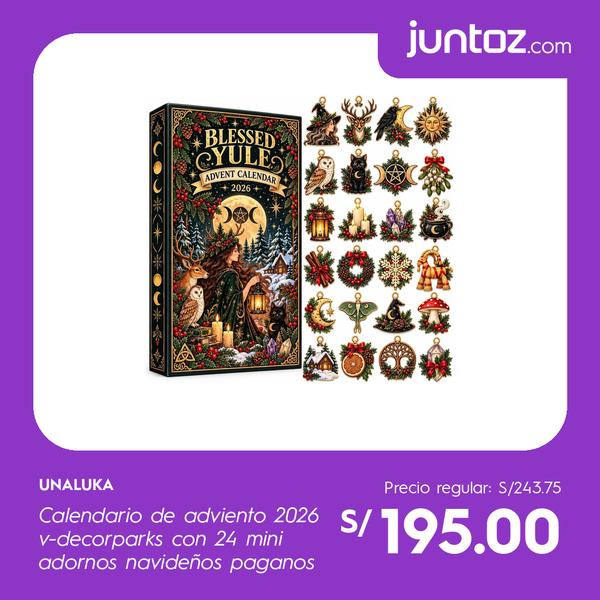 juntoz.com
BLESSED
YULE
ADVENT CALENDAR
2026
UNALUKA
Calendario de adviento 2026
v-decorparks con 24 mini
adornos navideños paganos
Precio regular: S/243.75
S/195.00